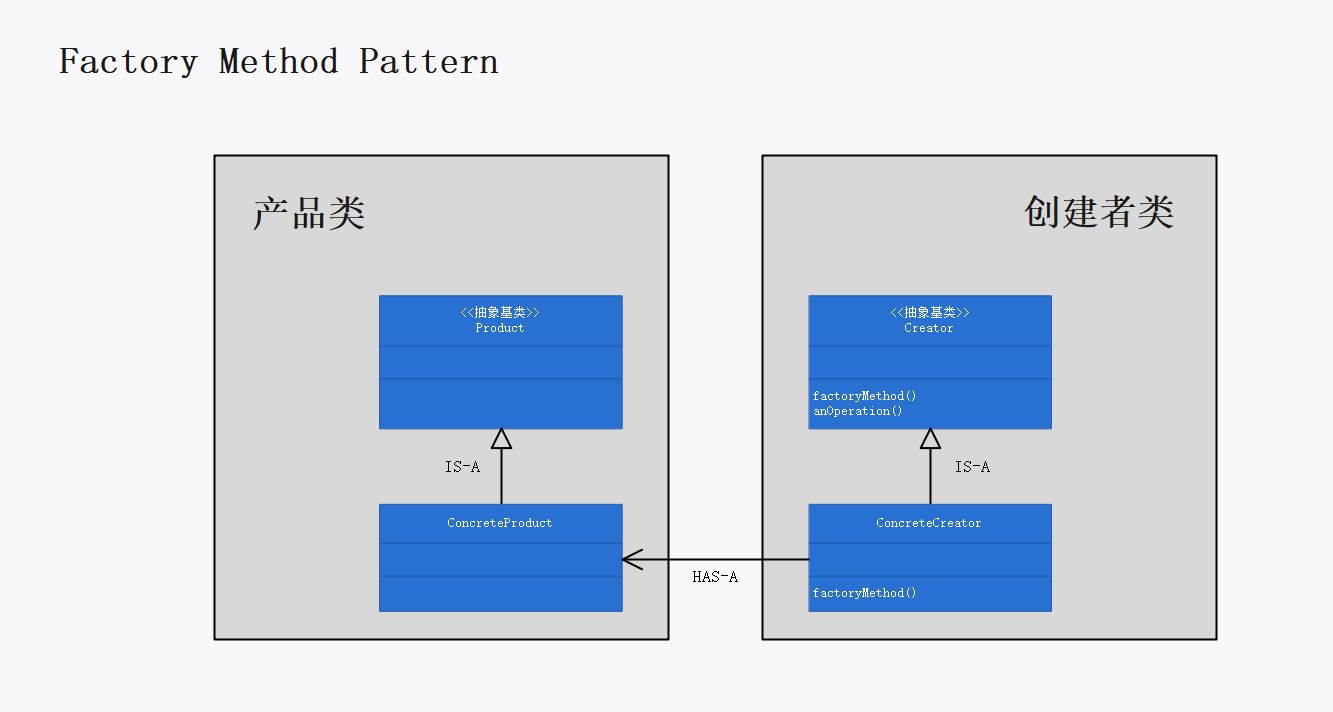 Factory Method Pattern
产品类
创建者类
<<抽象基类>>
Product
<<抽象基类>>
Creator
factoryMethod()
anOperation()
IS-A
IS-A
ConcreteProduct
ConcreteCreator
HAS-A
factoryMethod()